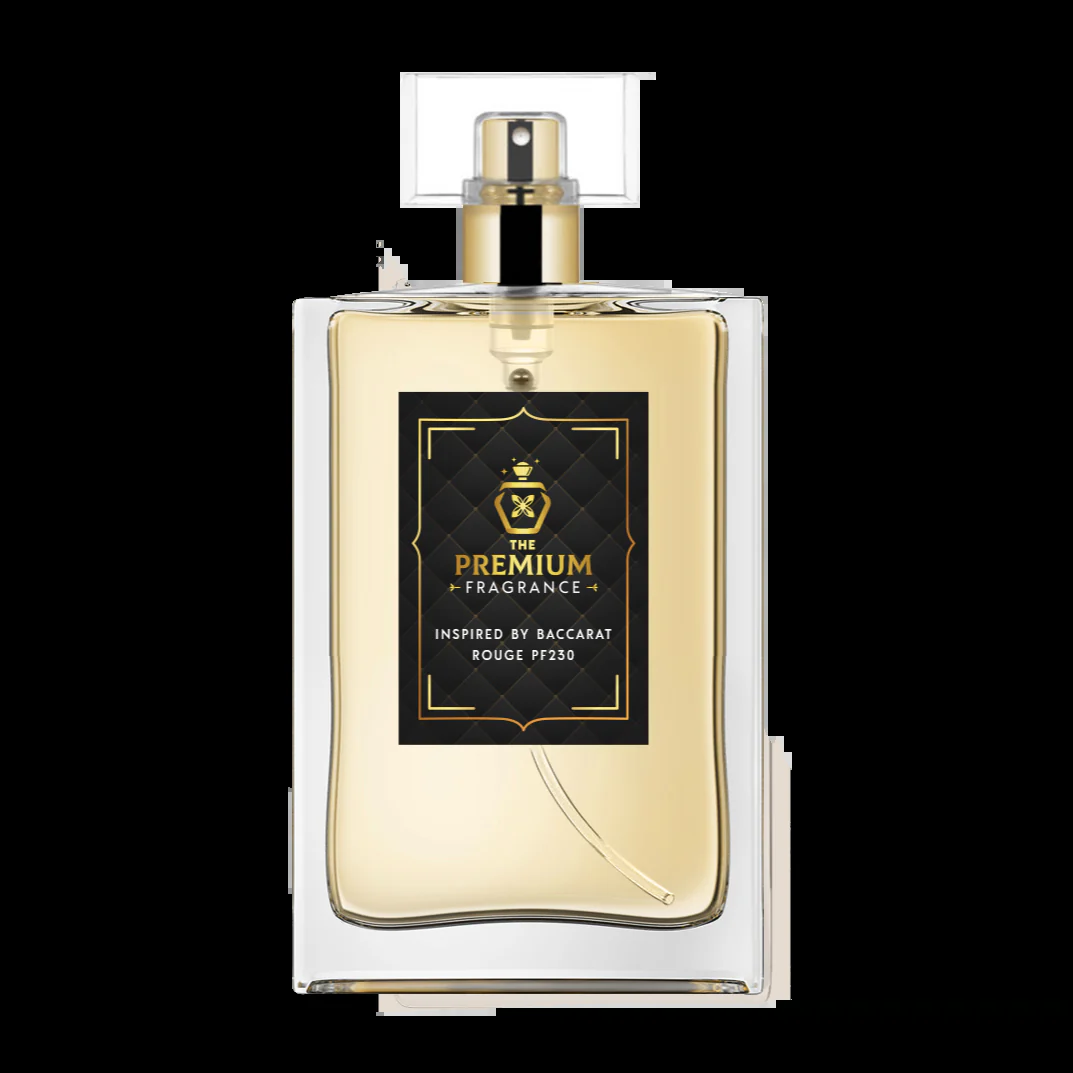 THE
PREMIUM
FRAGRANCE
INSPIRED BY BACCARAT
ROUGE PF230